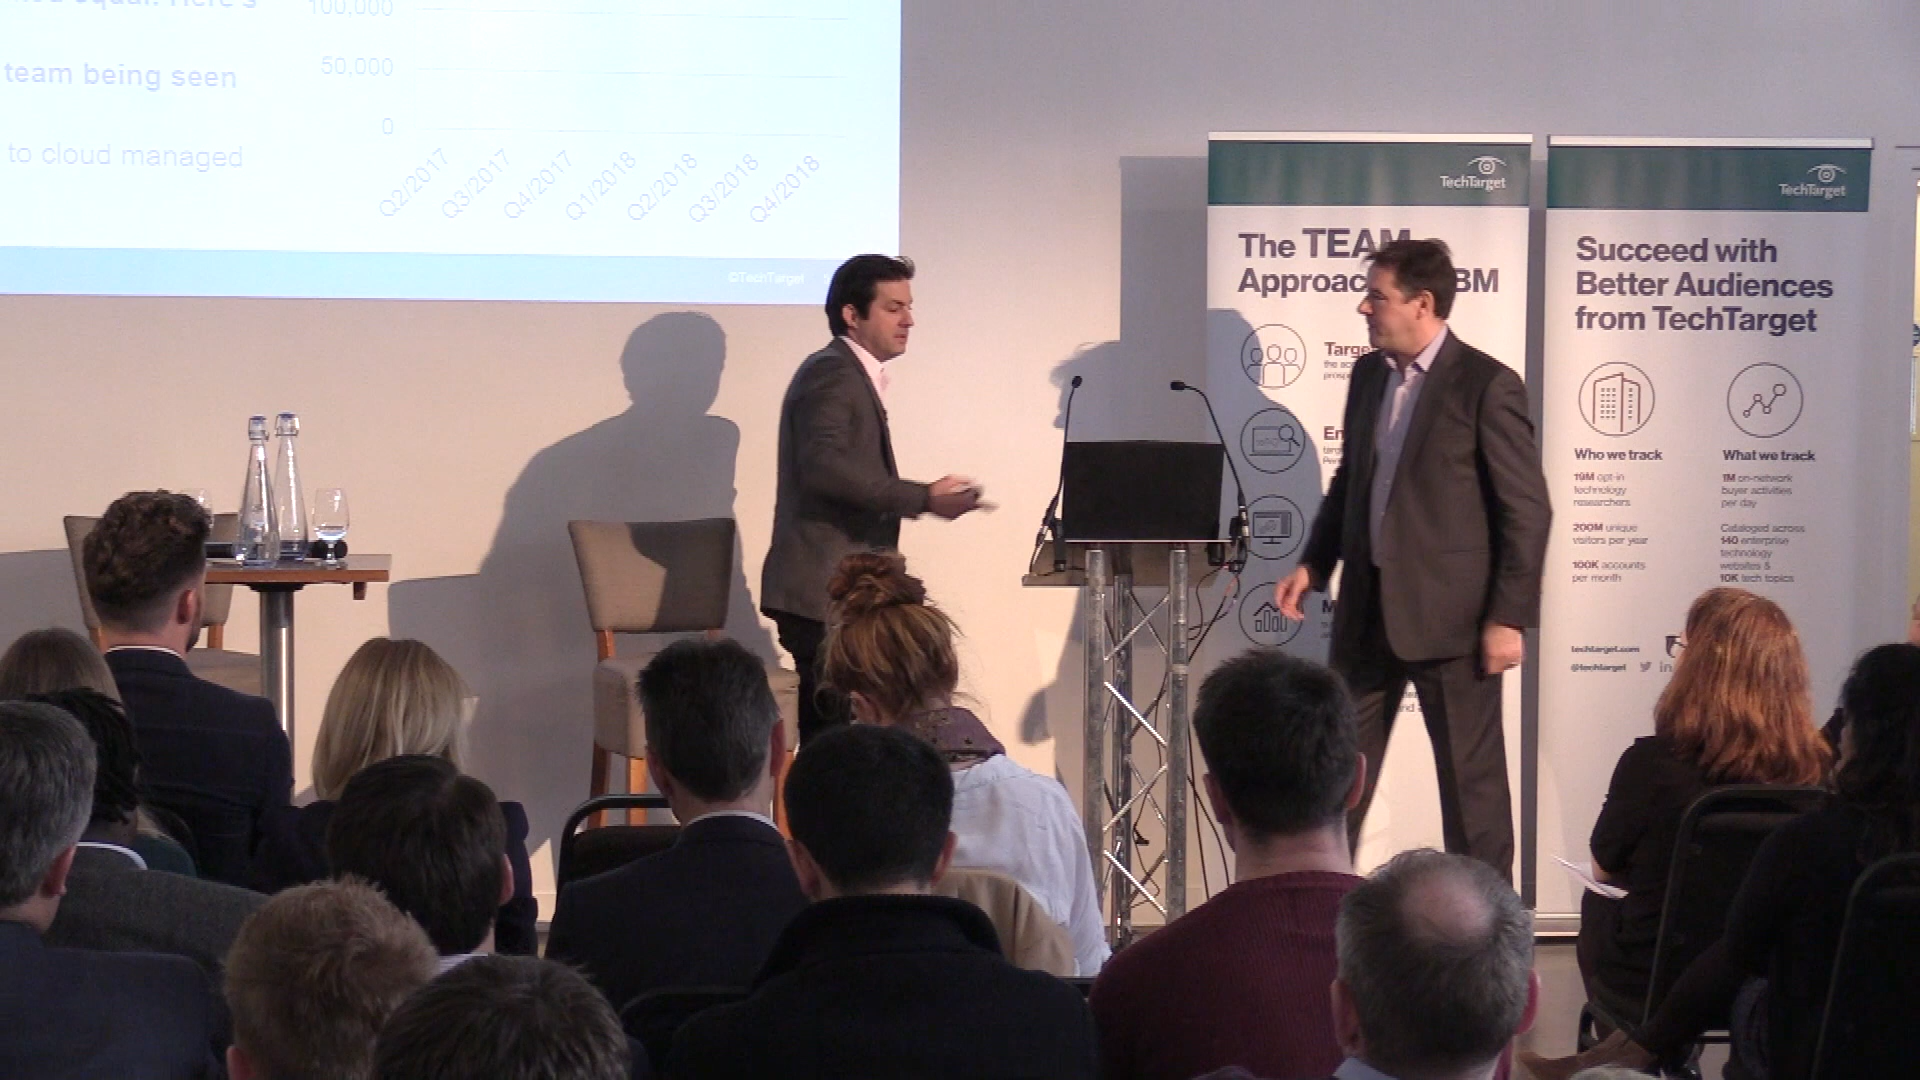 100,000
team being seen
50,000
0
to cloud managed
Q2/2017
Q3/2017
Q4/2017
Q1/2018
Q2/2018
Q3/2018
Q4/2018
©TechTarget
TechTarget
The TEAM
BM
TechTarget
Succeed with
Better Audiences
from TechTarget
Who we track
19M opt-in
technology
researchers
200M unique
visitors per year
100K accounts
per month
What we track
1M on-network
buyer activities
per day
Cataloged across
140 enterprise
technology
websites &
10K tech topics
techtarget.com
@techtarget
in